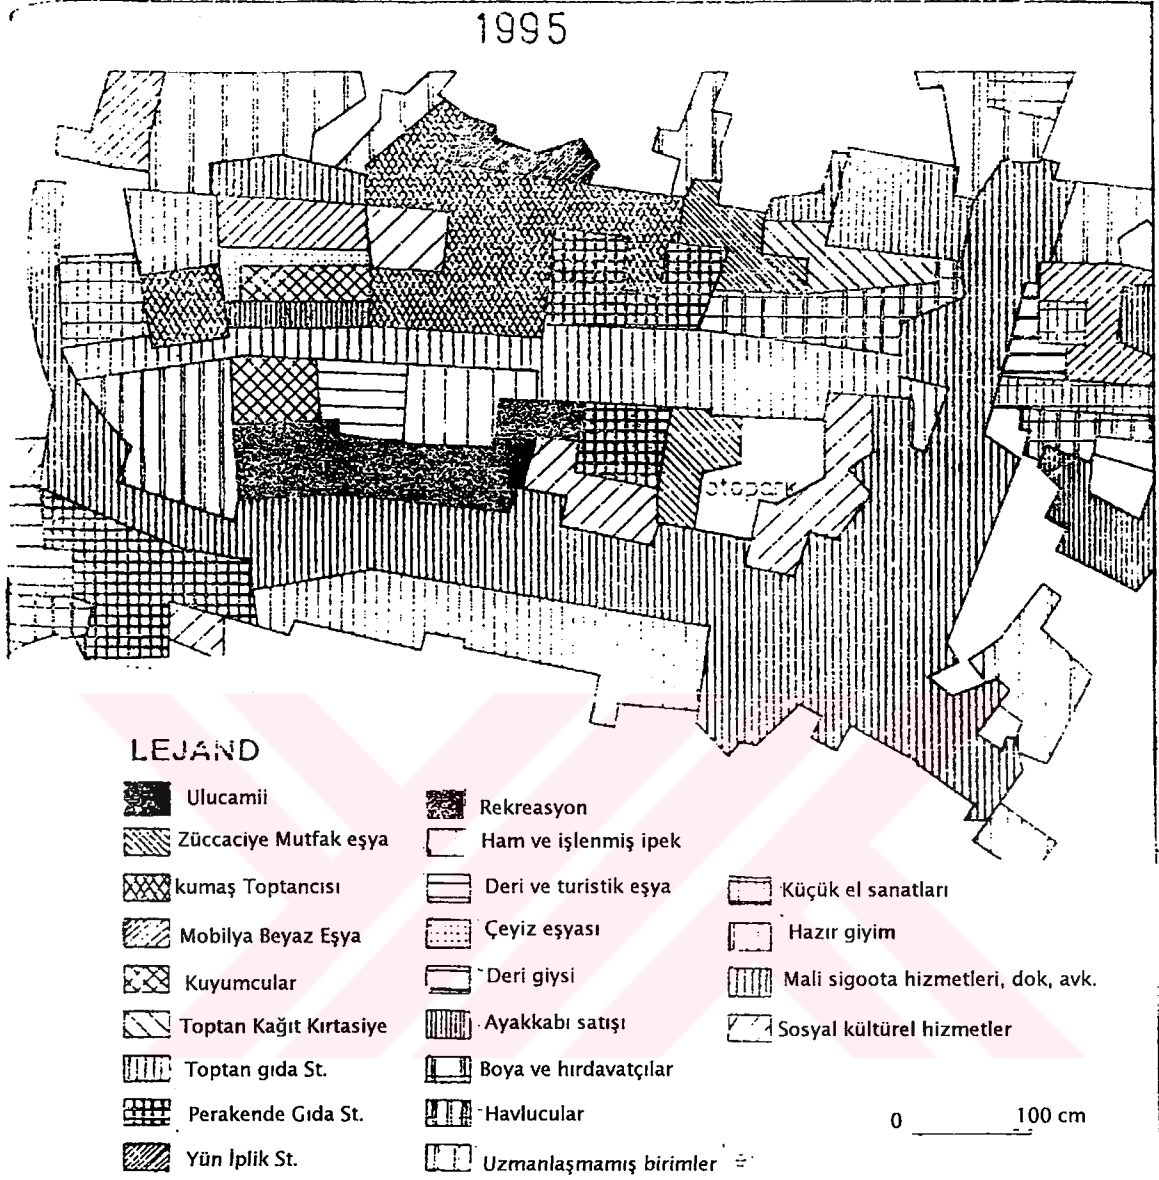 1995
otopark
LEJAND
Ulucamii
Züccaciye Mutfak eşya
kumaş Toptancısı
Mobilya Beyaz Eşya
Kuyumcular
Toptan Kağıt Kırtasiye
Toptan gıda St.
Perakende Gıda St.
Yün İplik St.
Rekreasyon
Ham ve işlenmiş ipek
Deri ve turistik eşya
Çeyiz eşyası
Deri giysi
Ayakkabı satışı
Boya ve hırdavatçılar
Havlucular
Uzmanlaşmamış birimler
Küçük el sanatları
Hazır giyim
Mali sigoota hizmetleri, dok, avk.
Sosyal kültürel hizmetler
0 100 cm